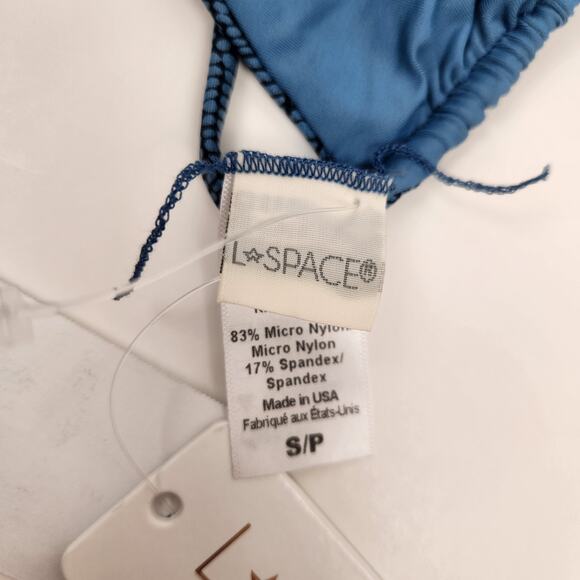 L☆SPACE®
83% Micro Nylon/
Micro Nylon
17% Spandex/
Spandex
Made in USA
Fabriqué aux États-Unis
S/P
L☆